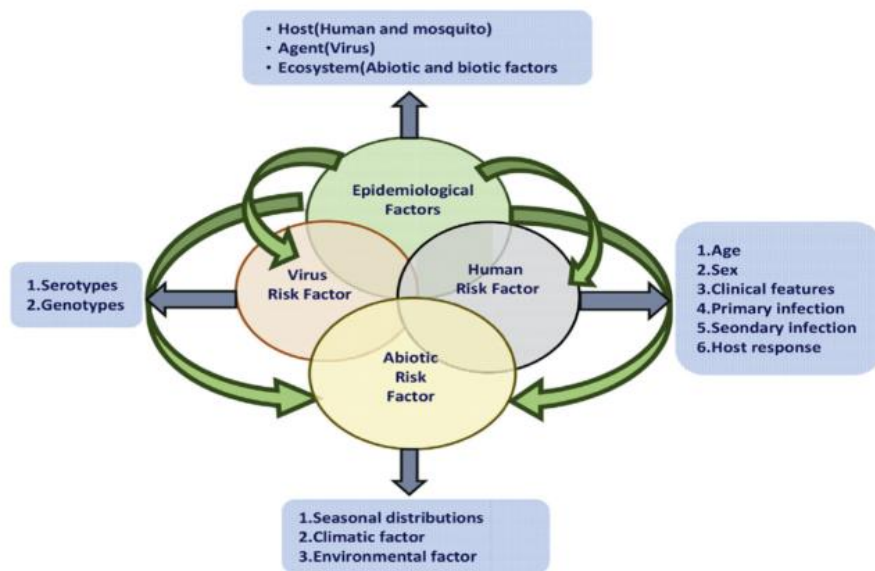 • Host(Human and mosquito)
• Agent(Virus)
• Ecosystem(Abiotic and biotic factors
Epidemiological
Factors
Virus
Risk Factor
Human
Risk Factor
Abiotic
Risk
Factor
1.Serotypes
2.Genotypes
1.Age
2.Sex
3.Clinical features
4.Primary infection
5.Seondary infection
6.Host response
1.Seasonal distributions
2.Climatic factor
3.Environmental factor